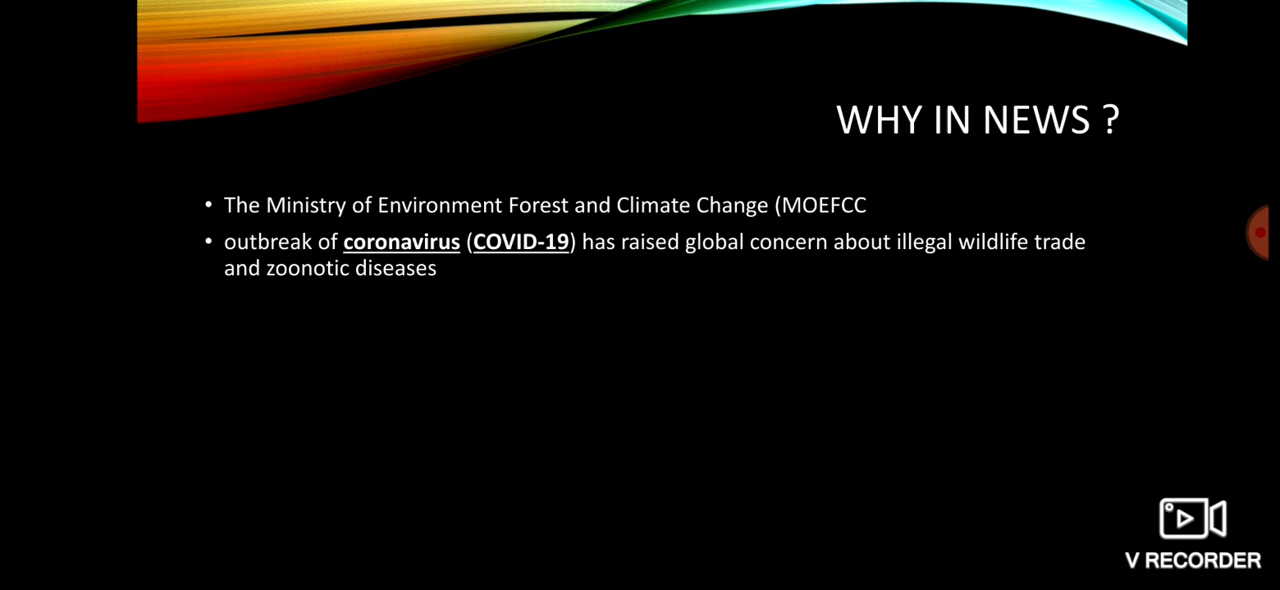 WHY IN NEWS ?
• The Ministry of Environment Forest and Climate Change (MOEFCC
• outbreak of coronavirus (COVID-19) has raised global concern about illegal wildlife trade
and zoonotic diseases
V RECORDER